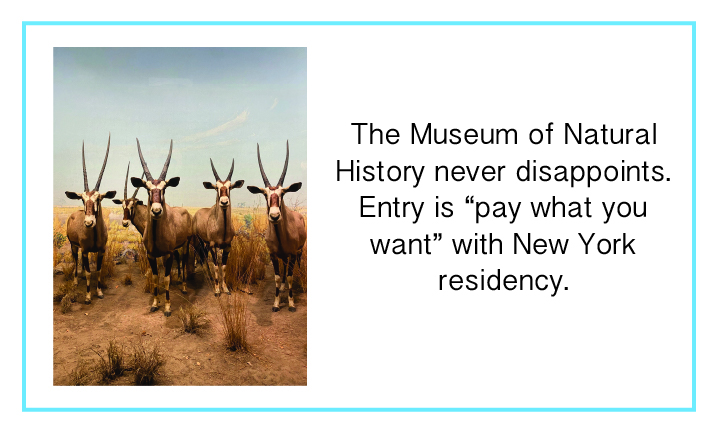 The Museum of Natural
History never disappoints.
Entry is “pay what you
want” with New York
residency.